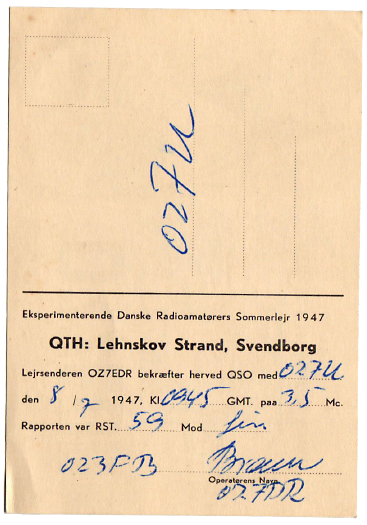 OZ7U
Eksperimenterende Danske Radioamatørers Sommerlejr 1947
QTH: Lehnskov Strand, Svendborg
Lejrsenderen OZ7EDR bekræfter herved QSO med OZ7U
den 8/7 1947, Kl 0945 GMT. paa 3,5 Mc.
Rapporten var RST. 59 Mod
OZ3FB
Operatørens Navn
OZ7DR